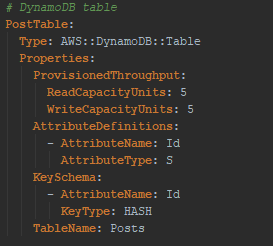 # DynamoDB table
PostTable:
  Type: AWS::DynamoDB::Table
  Properties:
    ProvisionedThroughput:
      ReadCapacityUnits: 5
      WriteCapacityUnits: 5
    AttributeDefinitions:
      - AttributeName: Id
        AttributeType: S
    KeySchema:
      - AttributeName: Id
        KeyType: HASH
    TableName: Posts